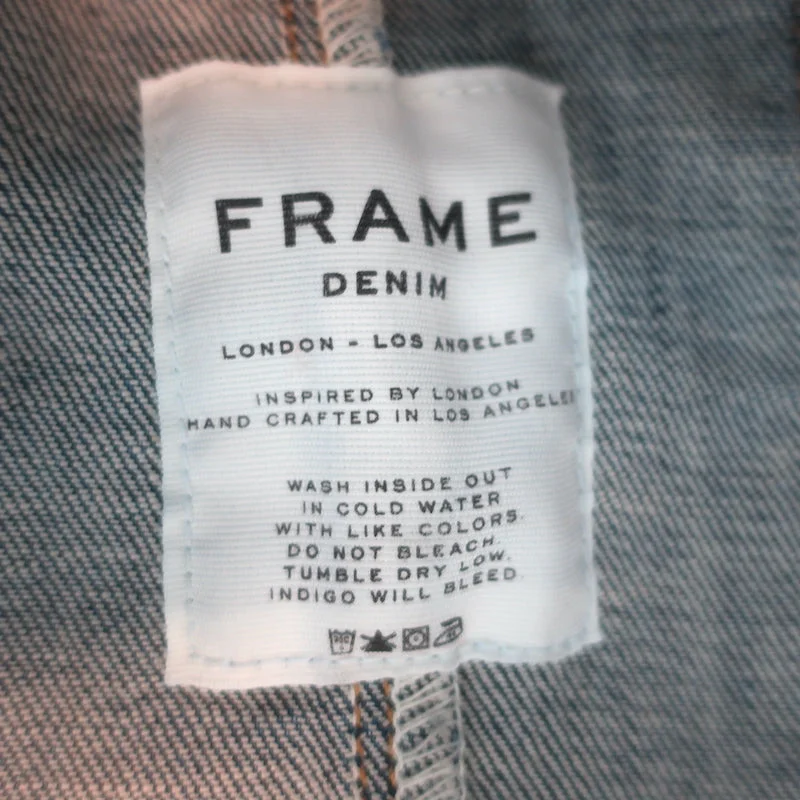 FRAME
DENIM
LONDON - LOS ANGELES
INSPIRED BY LONDON
HAND CRAFTED IN LOS ANGELES
WASH INSIDE OUT
IN COLD WATER
WITH LIKE COLORS.
DO NOT BLEACH.
TUMBLE DRY LOW.
INDIGO WILL BLEED.